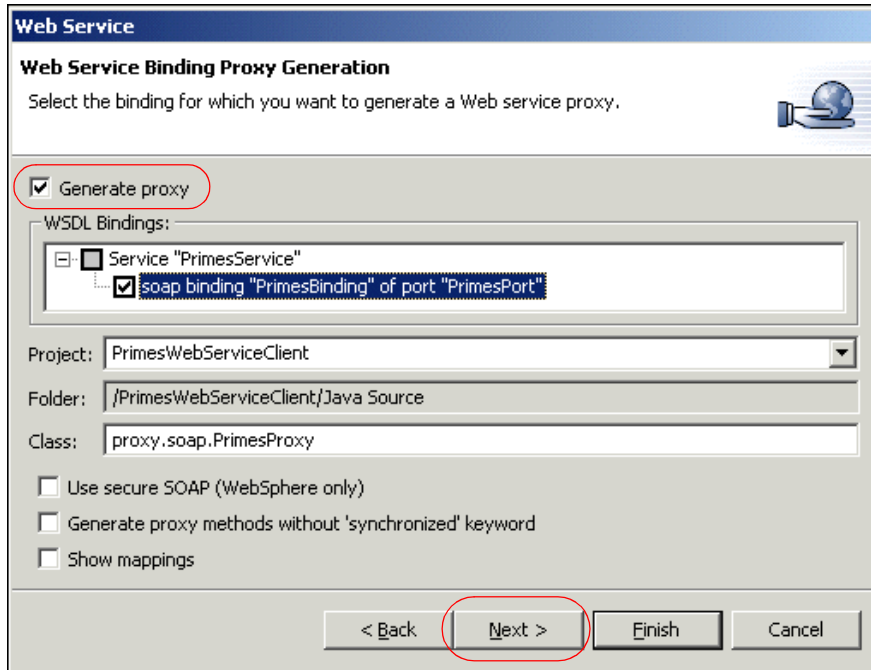 Web Service
Web Service Binding Proxy Generation
Select the binding for which you want to generate a Web service proxy.
Generate proxy
WSDL Bindings:
Service "PrimesService"
soap binding "PrimesBinding" of port "PrimesPort"
Project: PrimesWebServiceClient
Folder: /PrimesWebServiceClient/Java Source
Class: proxy.soap.PrimesProxy
Use secure SOAP (WebSphere only)
Generate proxy methods without 'synchronized' keyword
Show mappings
< Back Next > Finish Cancel